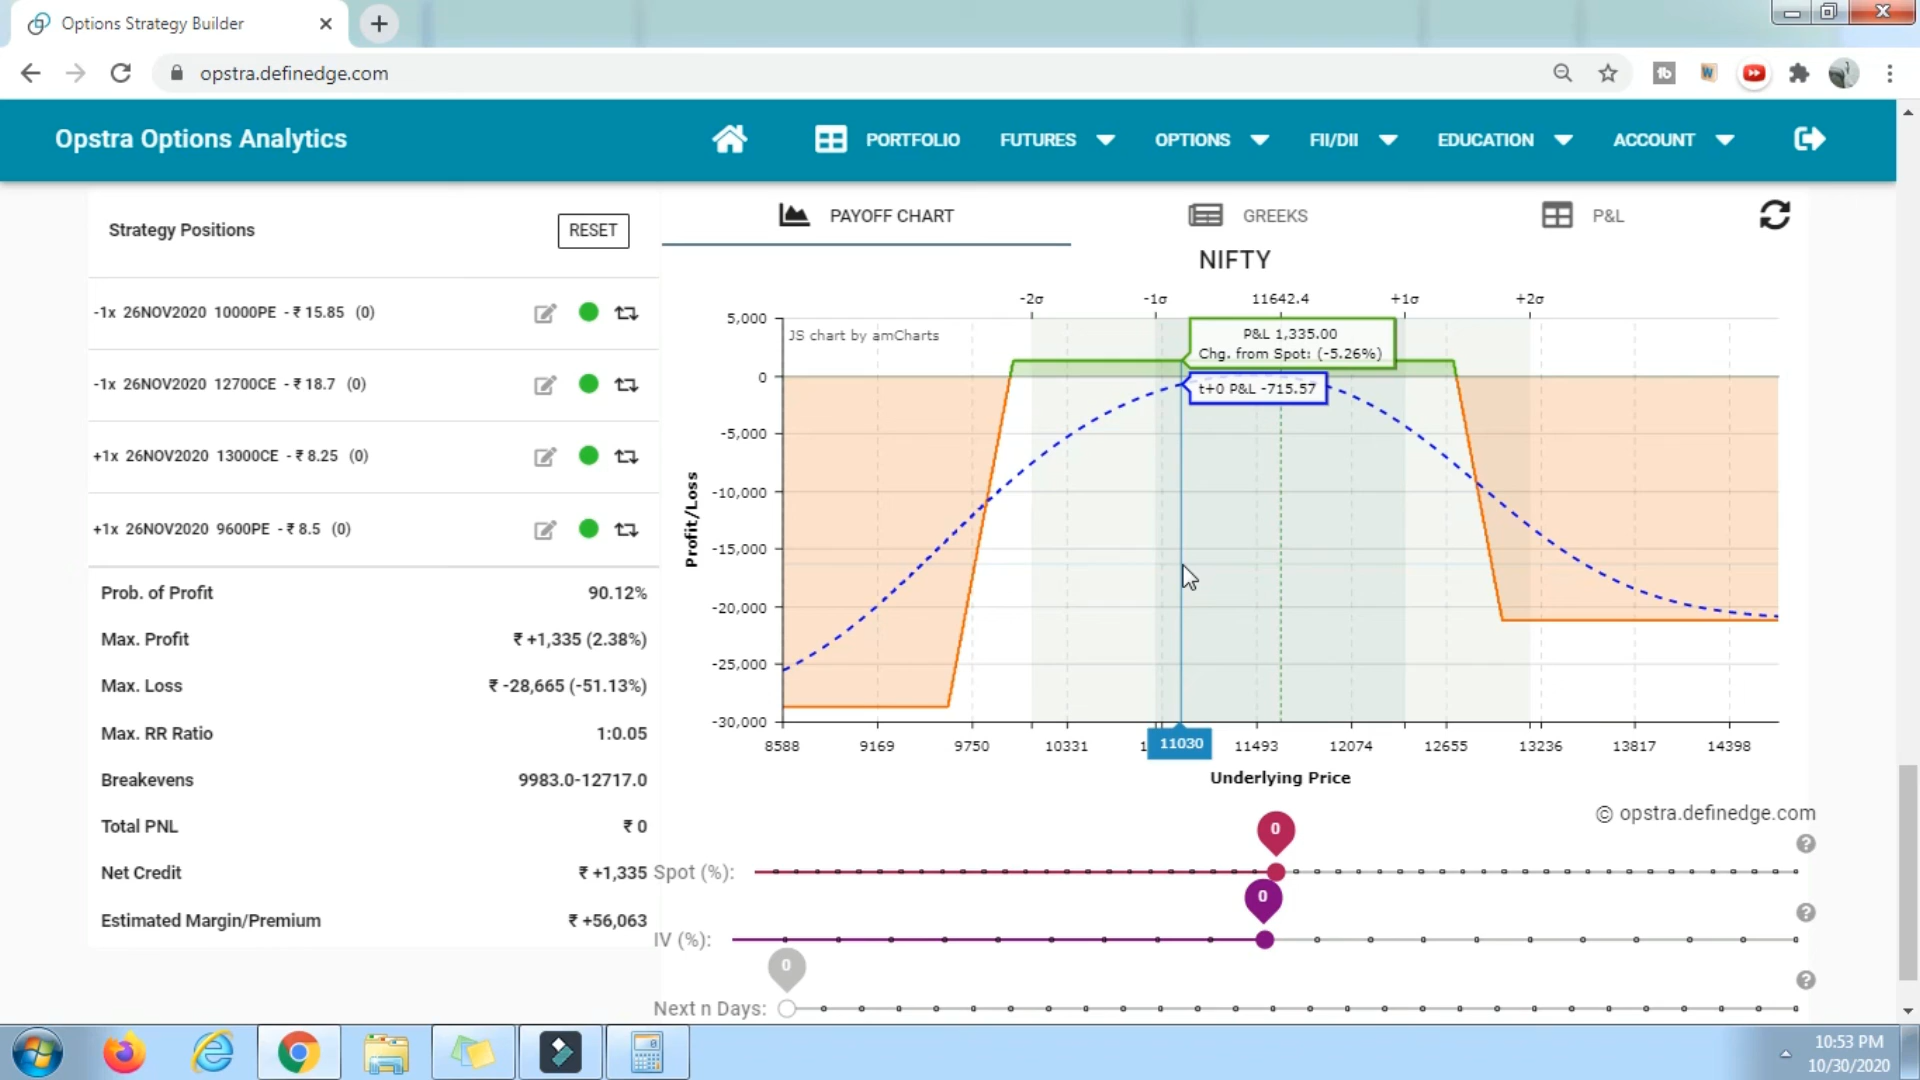 Options Strategy Builder
opstra.definedge.com
Opstra Options Analytics
PORTFOLIO
FUTURES
OPTIONS
FII/DII
EDUCATION
ACCOUNT
Strategy Positions
RESET
-1x 26NOV2020 10000PE - ₹ 15.85 (0)
-1x 26NOV2020 12700CE - ₹ 18.7 (0)
+1x 26NOV2020 13000CE - ₹ 8.25 (0)
+1x 26NOV2020 9600PE - ₹ 8.5 (0)
Prob. of Profit 90.12%
Max. Profit ₹ +1,335 (2.38%)
Max. Loss ₹ -28,665 (-51.13%)
Max. RR Ratio 1:0.05
Breakevens 9983.0-12717.0
Total PNL ₹ 0
Net Credit ₹ +1,335
Estimated Margin/Premium ₹ +56,063
PAYOFF CHART
GREEKS
P&L
NIFTY
-2σ -1σ 11642.4 +1σ +2σ
JS chart by amCharts
P&L 1,335.00
Chg. from Spot: (-5.26%)
t+0 P&L -715.57
Profit/Loss
5,000
0
-5,000
-10,000
-15,000
-20,000
-25,000
-30,000
8588 9169 9750 10331 11030 11493 12074 12655 13236 13817 14398
Underlying Price
© opstra.definedge.com
0
Spot (%):
0
IV (%):
0
Next n Days:
10:53 PM
10/30/2020